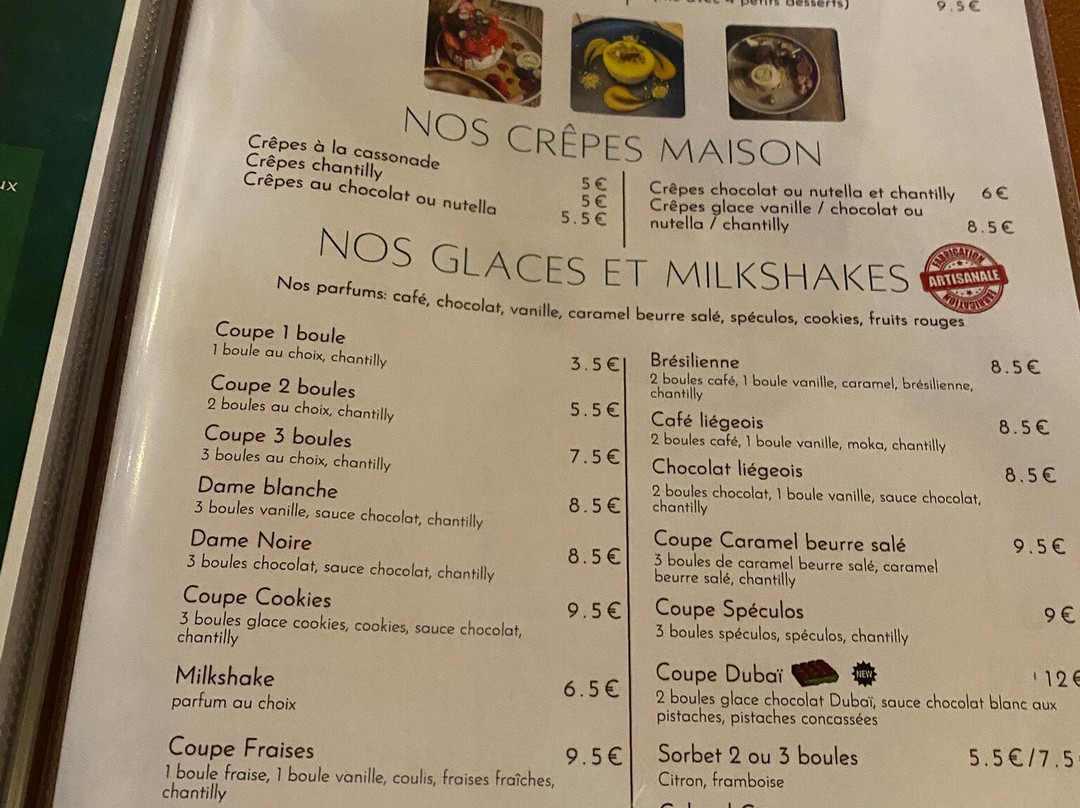 petits desserts)
9.5€
ux
NOS CRÊPES MAISON
Crêpes à la cassonade 5€
Crêpes chantilly 5€
Crêpes au chocolat ou nutella 5.5€
Crêpes chocolat ou nutella et chantilly 6€
Crêpes glace vanille / chocolat ou
nutella / chantilly 8.5€
NOS GLACES ET MILKSHAKES
FABRICATION
ARTISANALE
FABRICATION
Nos parfums: café, chocolat, vanille, caramel beurre salé, spéculos, cookies, fruits rouges
Coupe 1 boule
1 boule au choix, chantilly 3.5€
Coupe 2 boules
2 boules au choix, chantilly 5.5€
Coupe 3 boules
3 boules au choix, chantilly 7.5€
Dame blanche
3 boules vanille, sauce chocolat, chantilly 8.5€
Dame Noire
3 boules chocolat, sauce chocolat, chantilly 8.5€
Coupe Cookies 9.5€
3 boules glace cookies, cookies, sauce chocolat,
chantilly
Milkshake 6.5€
parfum au choix
Coupe Fraises 9.5€
1 boule fraise, 1 boule vanille, coulis, fraises fraîches,
chantilly
Brésilienne 8.5€
2 boules café, 1 boule vanille, caramel, brésilienne,
chantilly
Café liégeois 8.5€
2 boules café, 1 boule vanille, moka, chantilly
Chocolat liégeois 8.5€
2 boules chocolat, 1 boule vanille, sauce chocolat,
chantilly
Coupe Caramel beurre salé 9.5€
3 boules de caramel beurre salé, caramel
beurre salé, chantilly
Coupe Spéculos 9€
3 boules spéculos, spéculos, chantilly
Coupe Dubaï NEW 12€
2 boules glace chocolat Dubaï, sauce chocolat blanc aux
pistaches, pistaches concassées
Sorbet 2 ou 3 boules 5.5€/7.5
Citron, framboise